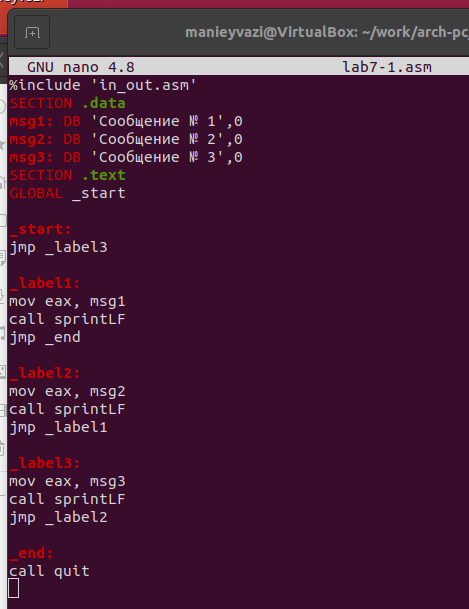 manieyvazi@VirtualBox: ~/work/arch-pc
GNU nano 4.8 lab7-1.asm
%include 'in_out.asm'
SECTION .data
msg1: DB 'Сообщение № 1',0
msg2: DB 'Сообщение № 2',0
msg3: DB 'Сообщение № 3',0
SECTION .text
GLOBAL _start
_start:
jmp _label3
_label1:
mov eax, msg1
call sprintLF
jmp _end
_label2:
mov eax, msg2
call sprintLF
jmp _label1
_label3:
mov eax, msg3
call sprintLF
jmp _label2
_end:
call quit